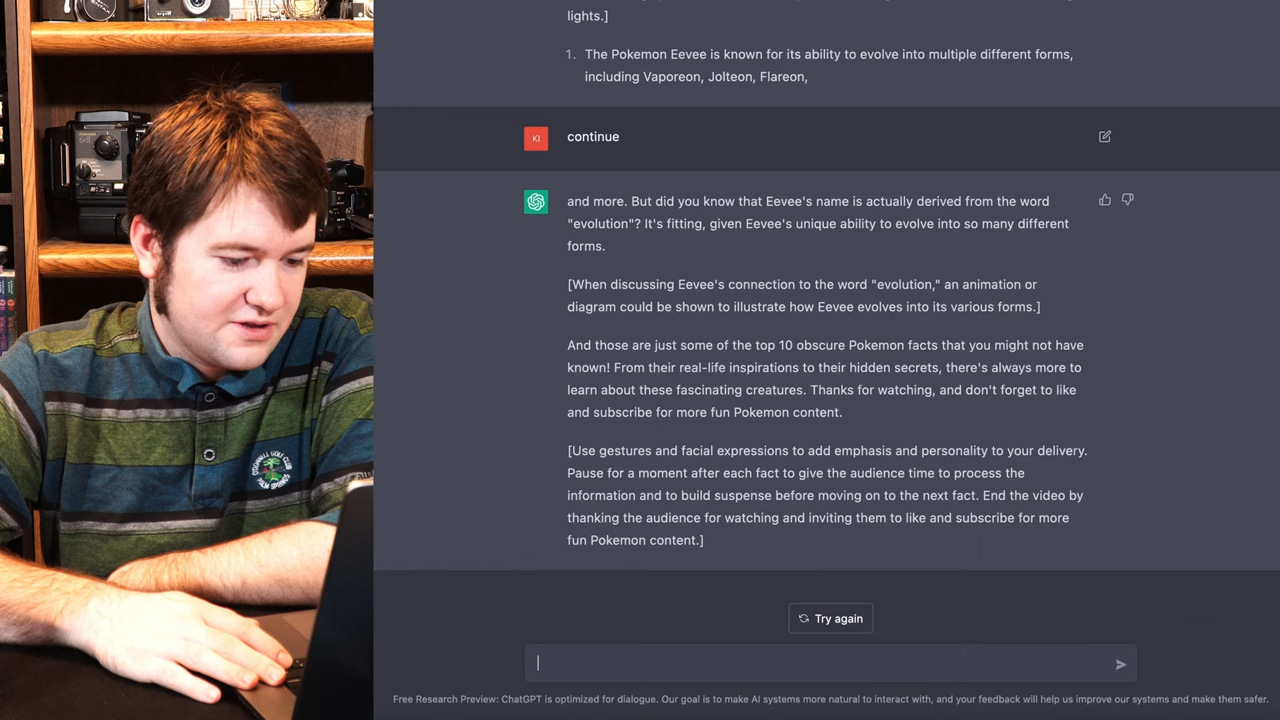 lights.]
1. The Pokemon Eevee is known for its ability to evolve into multiple different forms,
including Vaporeon, Jolteon, Flareon,
KI
continue
and more. But did you know that Eevee's name is actually derived from the word
"evolution"? It's fitting, given Eevee's unique ability to evolve into so many different
forms.
[When discussing Eevee's connection to the word "evolution," an animation or
diagram could be shown to illustrate how Eevee evolves into its various forms.]
And those are just some of the top 10 obscure Pokemon facts that you might not have
known! From their real-life inspirations to their hidden secrets, there's always more to
learn about these fascinating creatures. Thanks for watching, and don't forget to like
and subscribe for more fun Pokemon content.
[Use gestures and facial expressions to add emphasis and personality to your delivery.
Pause for a moment after each fact to give the audience time to process the
information and to build suspense before moving on to the next fact. End the video by
thanking the audience for watching and inviting them to like and subscribe for more
fun Pokemon content.]
Try again
Free Research Preview: ChatGPT is optimized for dialogue. Our goal is to make AI systems more natural to interact with, and your feedback will help us improve our systems and make them safer.